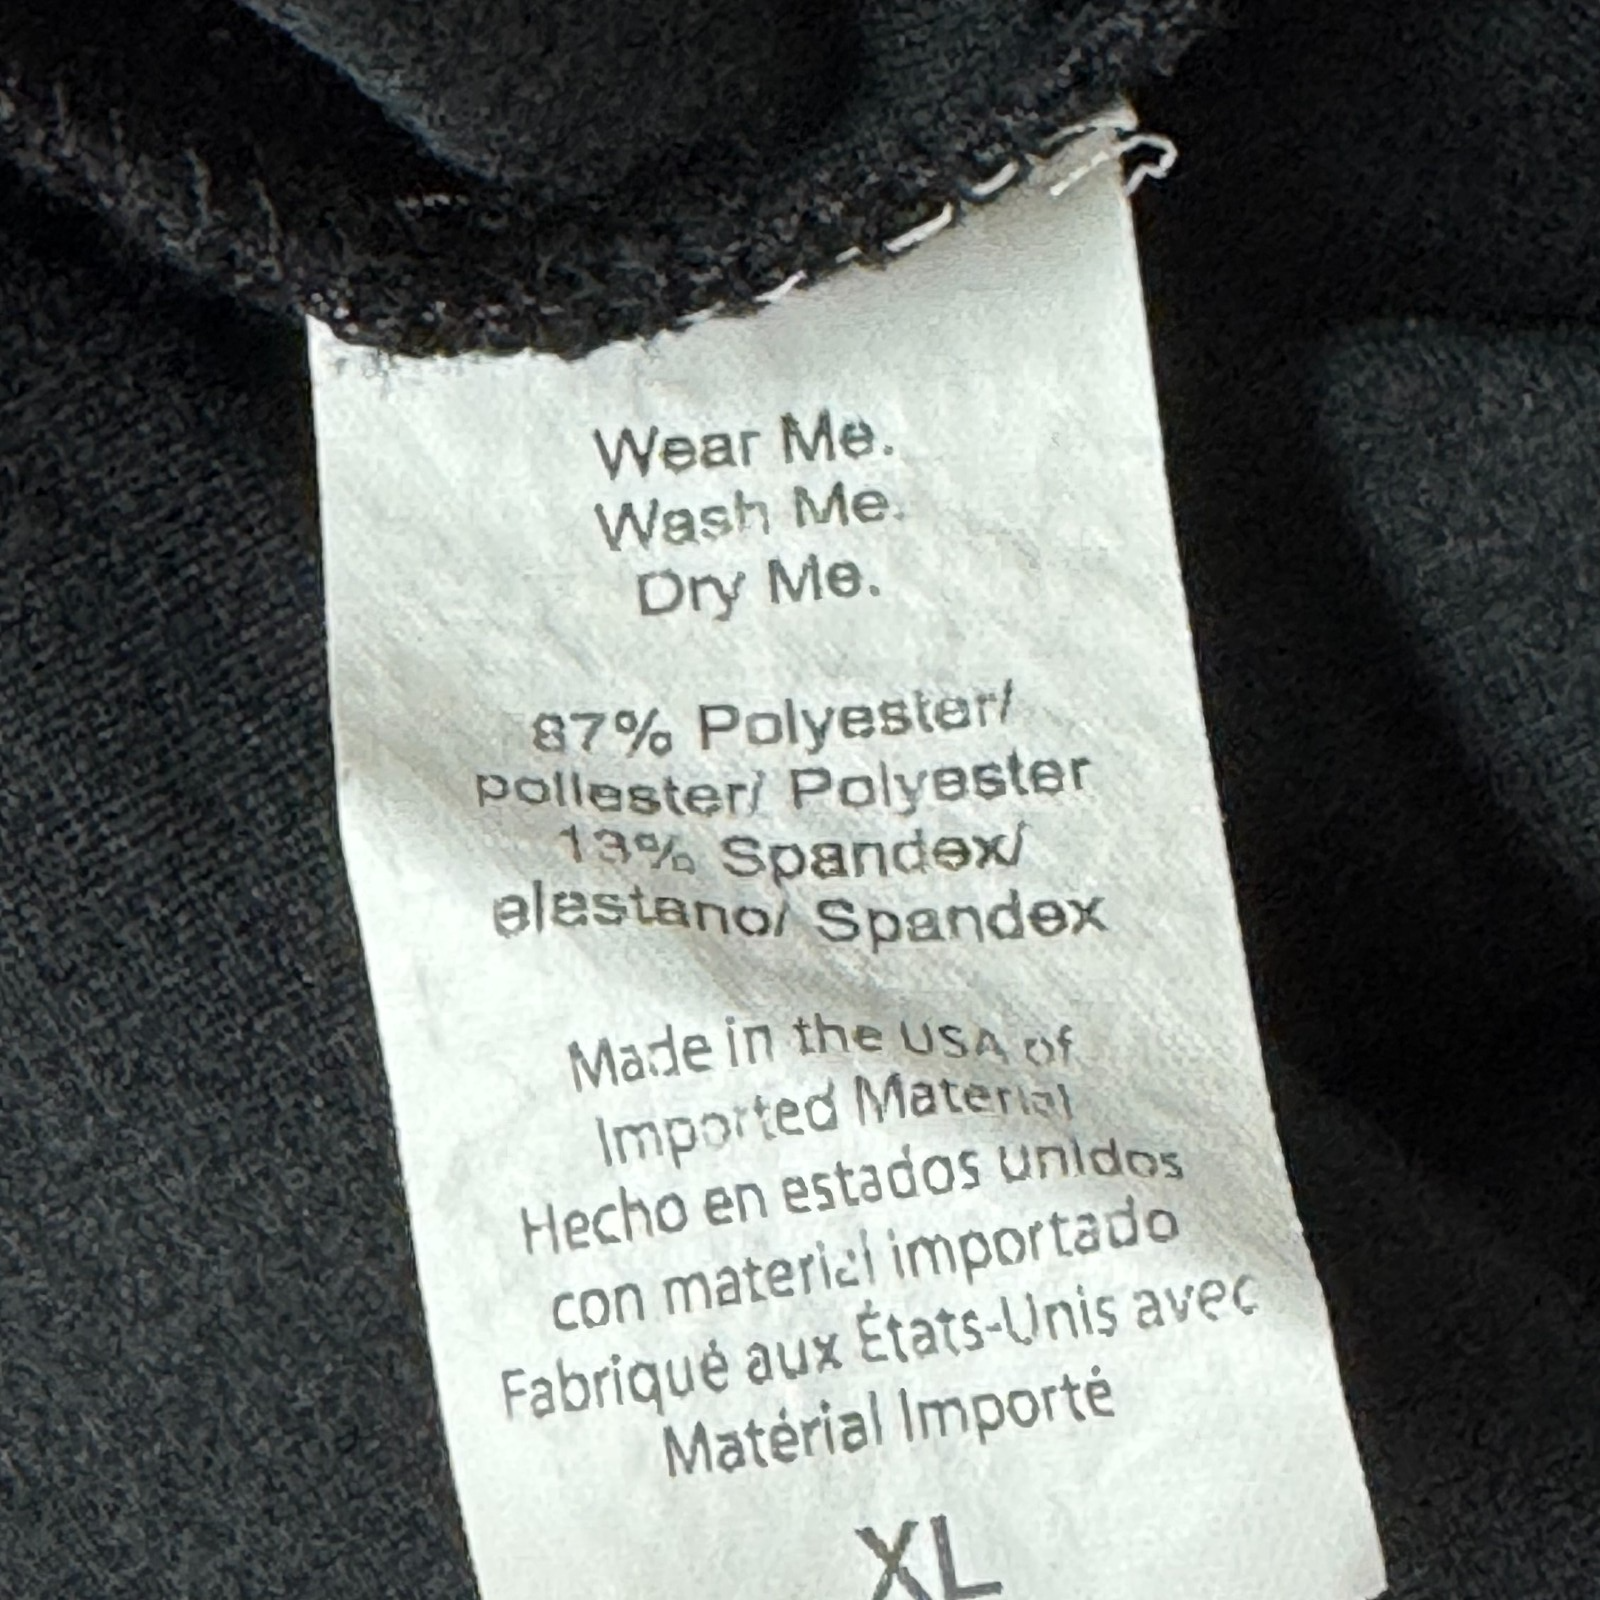 Wear Me.
Wash Me.
Dry Me.
87% Polyester/
poliester/ Polyester
13% Spandex/
elastano/ Spandex
Made in the USA of
Imported Material
Hecho en estados unidos
con material importado
Fabriqué aux États-Unis avec
Matérial Importé
XL